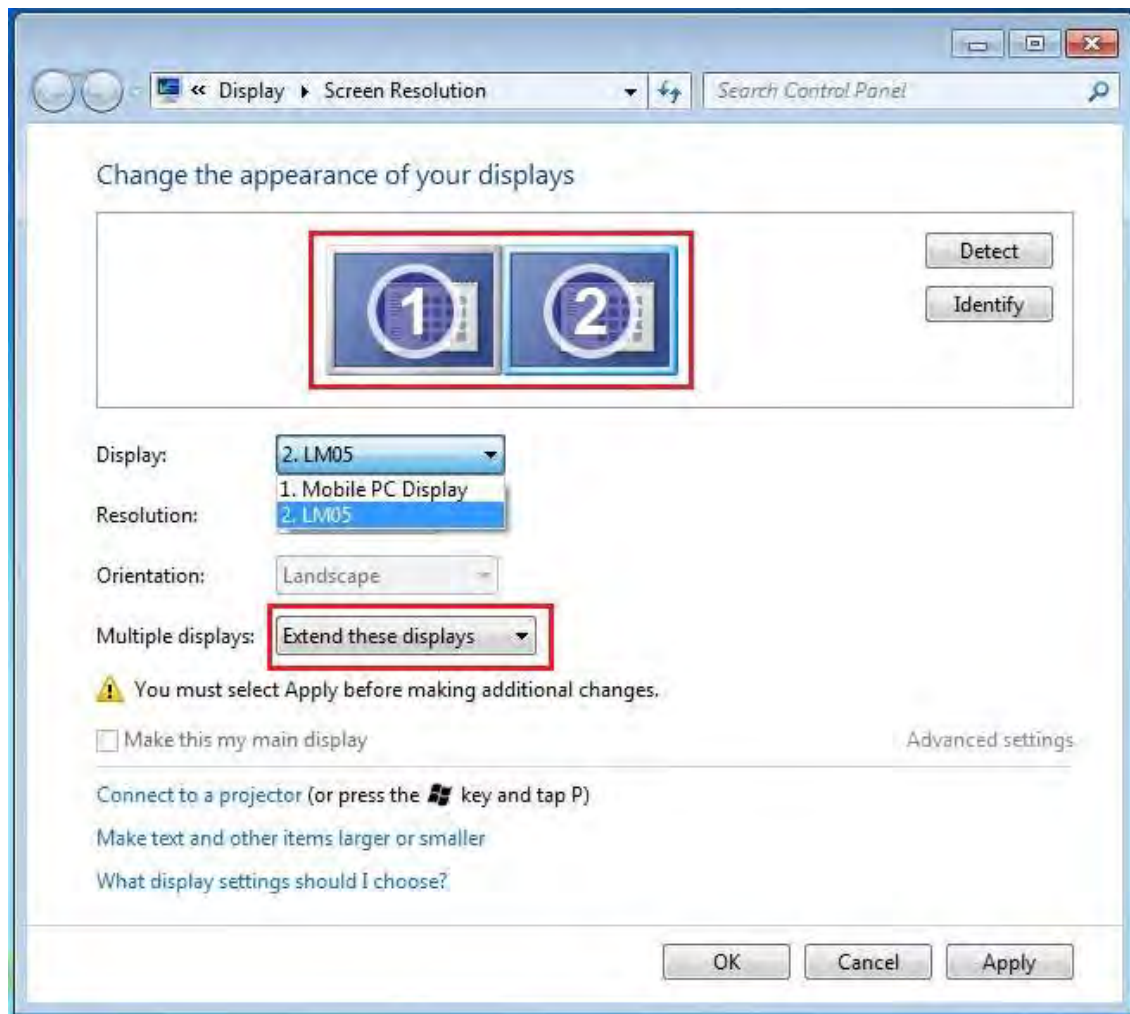 « Display ▸ Screen Resolution
Search Control Panel
Change the appearance of your displays
1 2
Detect
Identify
Display: 2. LM05
1. Mobile PC Display
Resolution: 2. LM05
Orientation: Landscape
Multiple displays: Extend these displays
You must select Apply before making additional changes.
Make this my main display Advanced settings
Connect to a projector (or press the key and tap P)
Make text and other items larger or smaller
What display settings should I choose?
OK Cancel Apply